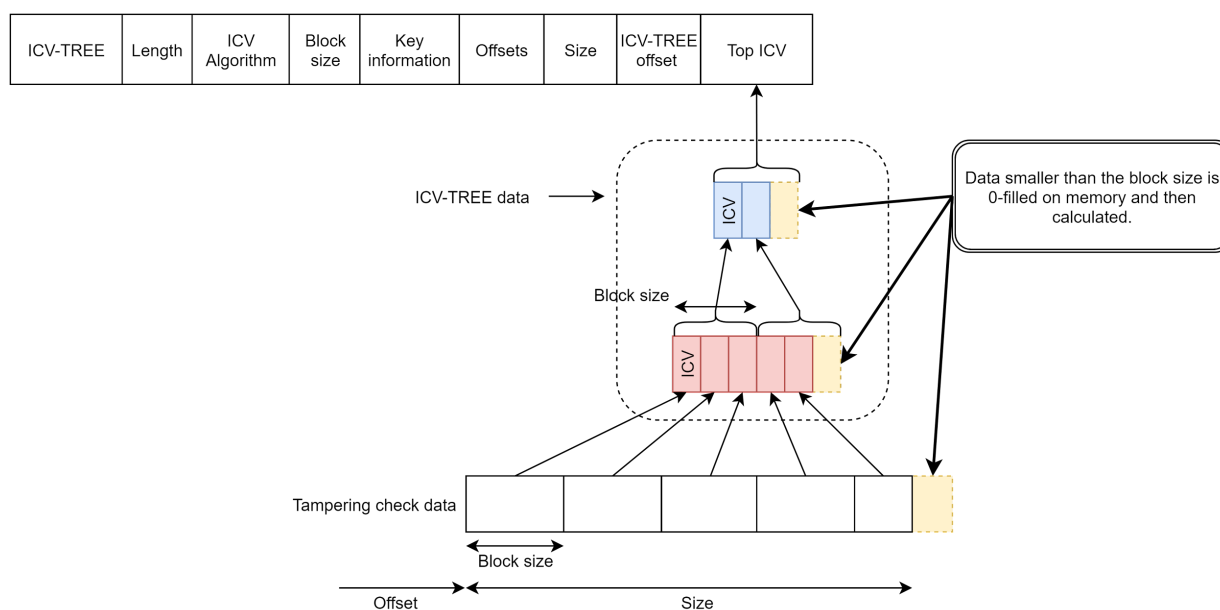 ICV-TREE
Length
ICV
Algorithm
Block
size
Key
information
Offsets
Size
ICV-TREE
offset
Top ICV
ICV-TREE data
ICV
Data smaller than the block size is
0-filled on memory and then
calculated.
Block size
ICV
Tampering check data
Block size
Offset
Size